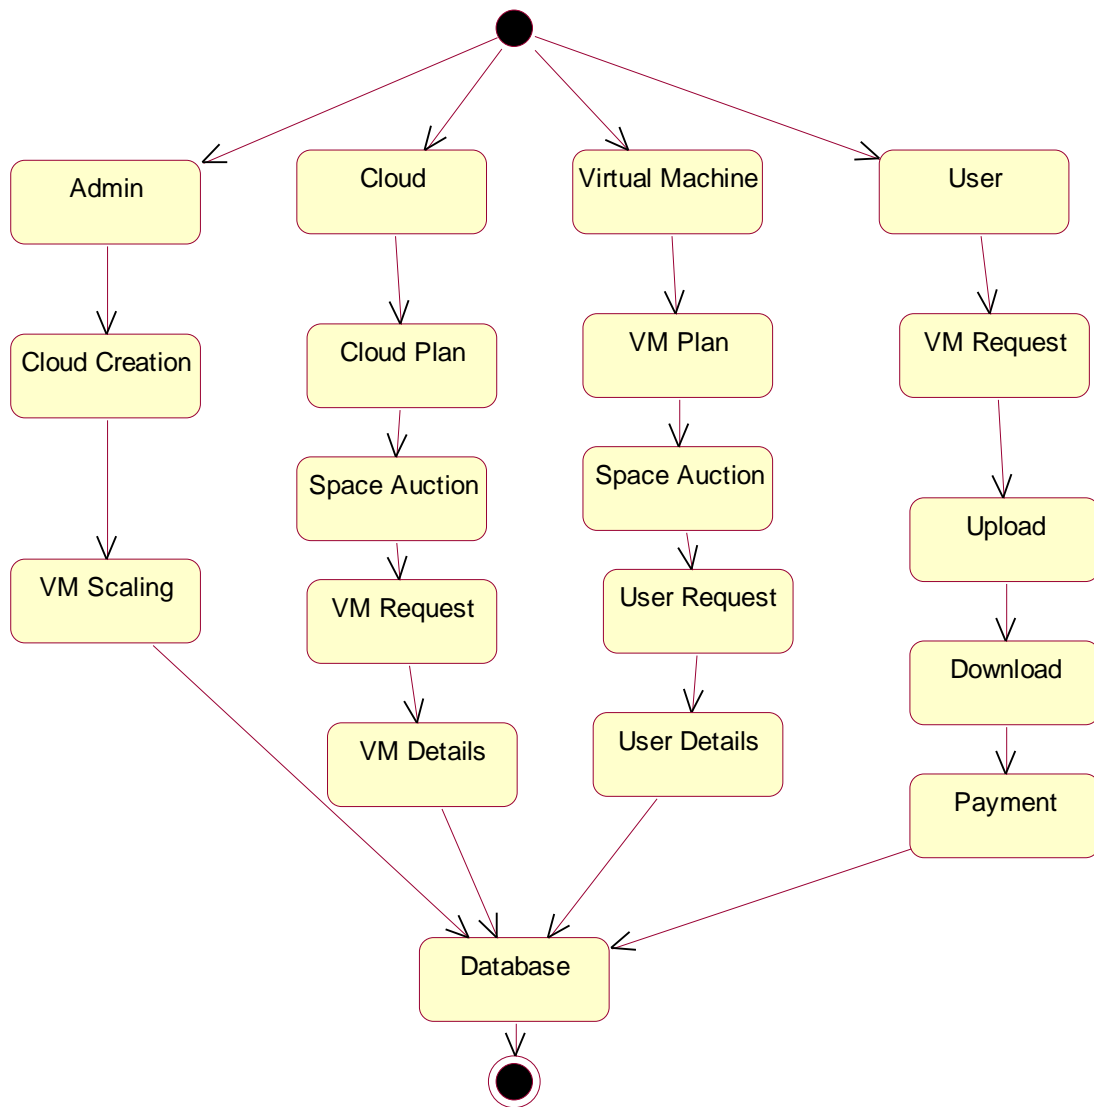 Admin
Cloud
Virtual Machine
User
Cloud Creation
Cloud Plan
VM Plan
VM Request
Space Auction
Space Auction
Upload
VM Scaling
VM Request
User Request
Download
VM Details
User Details
Payment
Database